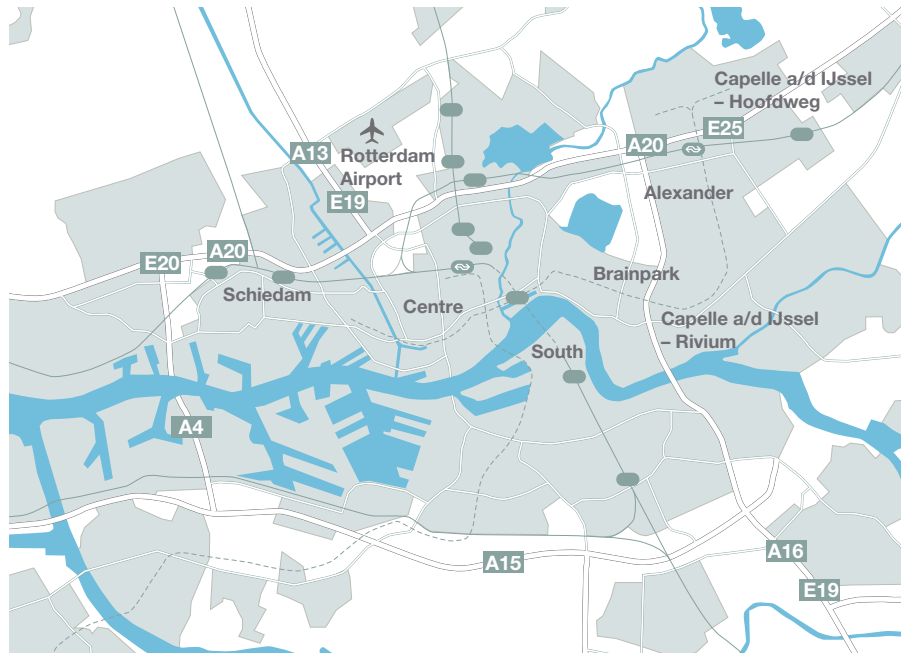 Capelle a/d IJssel
– Hoofdweg
E25
A20
A13
Rotterdam
Airport
Alexander
E19
A20
E20
Brainpark
Schiedam
Centre
Capelle a/d IJssel
– Rivium
South
A4
A16
A15
E19